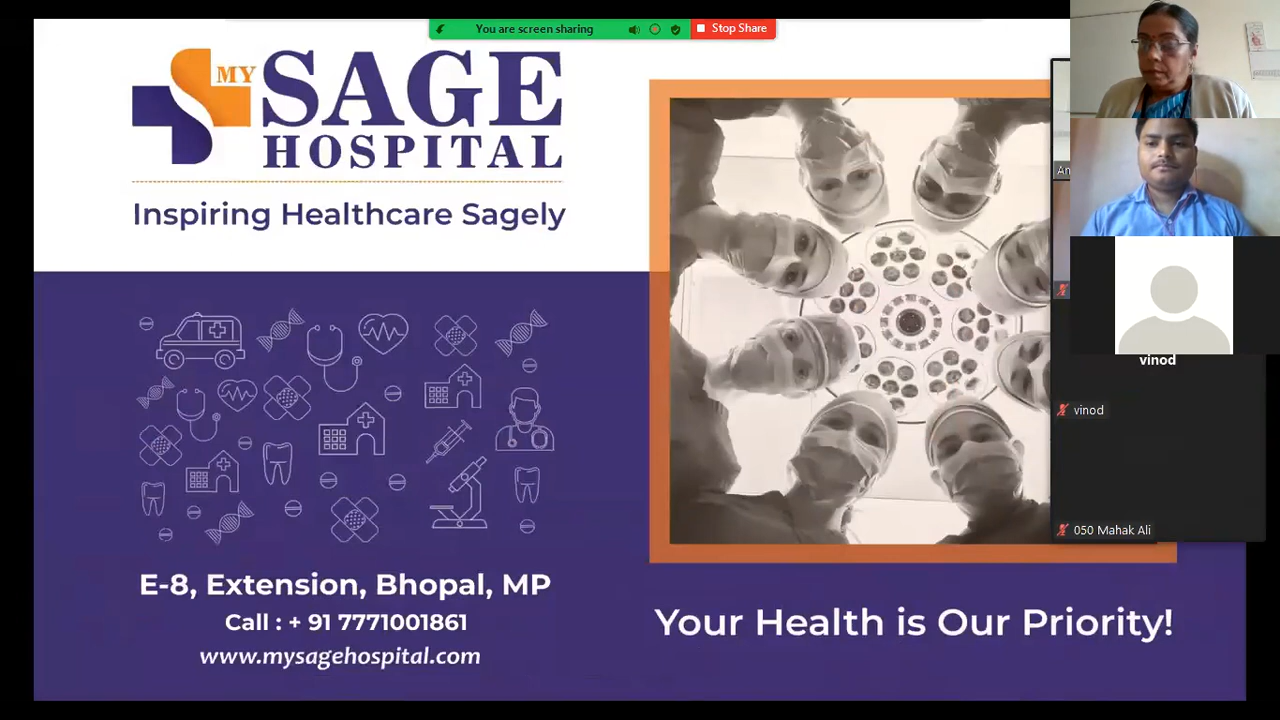 You are screen sharing
Stop Share
MY SAGE
HOSPITAL
Inspiring Healthcare Sagely
E-8, Extension, Bhopal, MP
Call : + 91 7771001861
www.mysagehospital.com
Your Health is Our Priority!
An
vinod
vinod
050 Mahak Ali